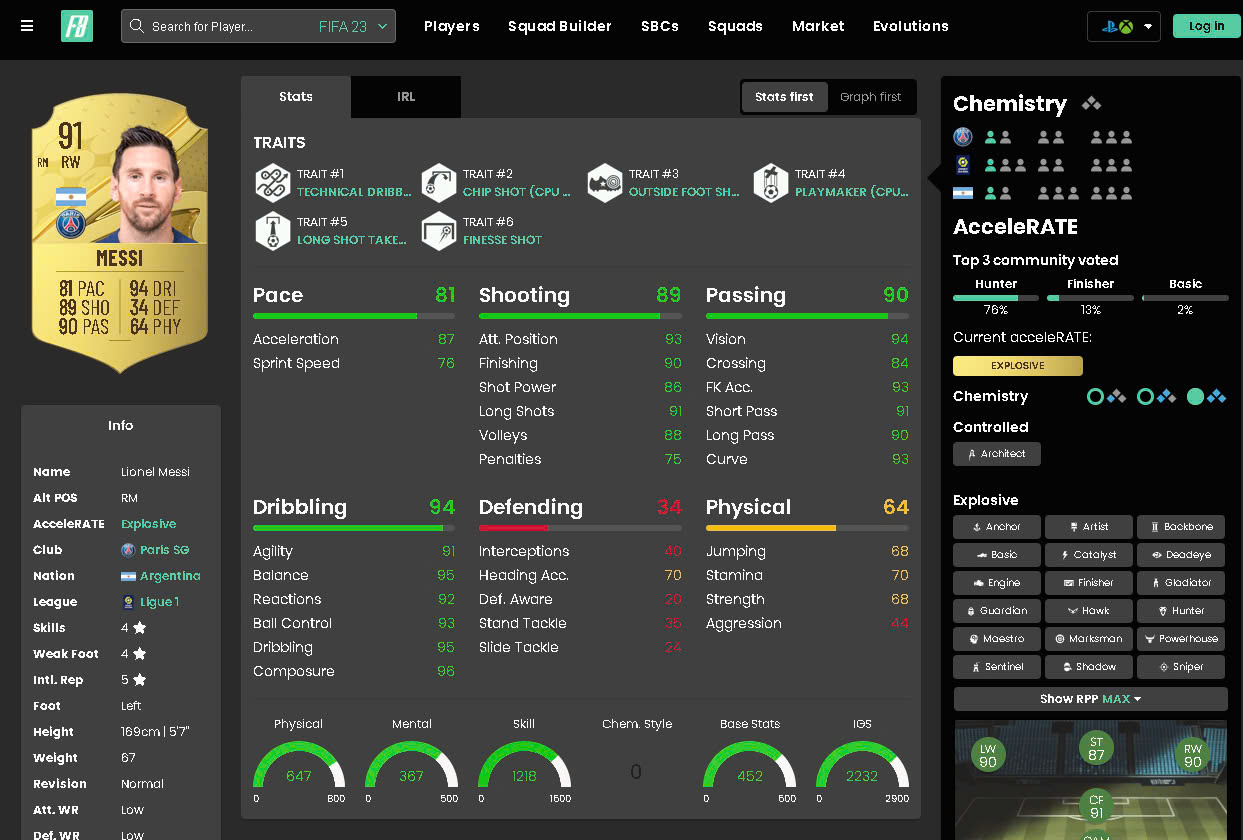 F8 Search for Player... FIFA 23 Players Squad Builder SBCs Squads Market Evolutions Log in
91
RM RW
PARIS
MESSI
81 PAC 94 DRI
89 SHO 34 DEF
90 PAS 64 PHY
Info
Name Lionel Messi
Alt POS RM
AcceleRATE Explosive
Club Paris SG
Nation Argentina
League Ligue 1
Skills 4
Weak Foot 4
Intl. Rep 5
Foot Left
Height 169cm | 5'7"
Weight 67
Revision Normal
Att. WR Low
Def. WR Low
Stats IRL Stats first Graph first
TRAITS
TRAIT #1
TECHNICAL DRIBB...
TRAIT #2
CHIP SHOT (CPU ...
TRAIT #3
OUTSIDE FOOT SH...
TRAIT #4
PLAYMAKER (CPU...
TRAIT #5
LONG SHOT TAKE...
TRAIT #6
FINESSE SHOT
Pace 81
Acceleration 87
Sprint Speed 76
Shooting 89
Att. Position 93
Finishing 90
Shot Power 86
Long Shots 91
Volleys 88
Penalties 75
Passing 90
Vision 94
Crossing 84
FK Acc. 93
Short Pass 91
Long Pass 90
Curve 93
Dribbling 94
Agility 91
Balance 95
Reactions 92
Ball Control 93
Dribbling 95
Composure 96
Defending 34
Interceptions 40
Heading Acc. 70
Def. Aware 20
Stand Tackle 35
Slide Tackle 24
Physical 64
Jumping 68
Stamina 70
Strength 68
Aggression 44
Physical Mental Skill Chem. Style Base Stats IGS
647 367 1218 0 452 2232
0 800 0 500 0 1600 0 600 0 2900
Chemistry
AcceleRATE
Top 3 community voted
Hunter Finisher Basic
76% 13% 2%
Current acceleRATE:
EXPLOSIVE
Chemistry
Controlled
Architect
Explosive
Anchor Artist Backbone
Basic Catalyst Deadeye
Engine Finisher Gladiator
Guardian Hawk Hunter
Maestro Marksman Powerhouse
Sentinel Shadow Sniper
Show RPP MAX
LW
90
ST
87
RW
90
CF
91
CAM